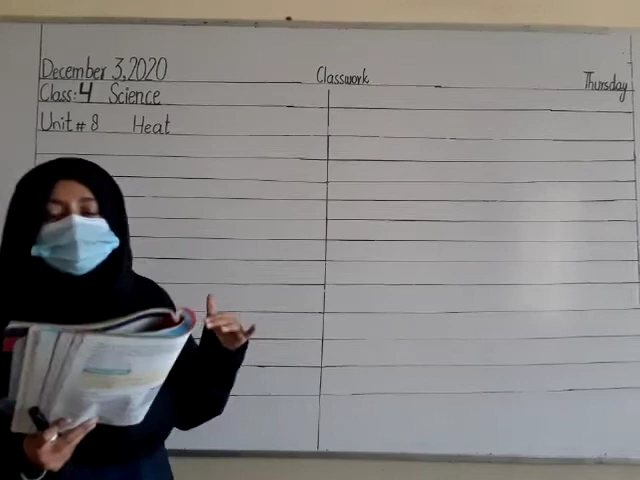 December 3, 2020 Classwork Thursday
Class: 4 Science
Unit # 8 Heat